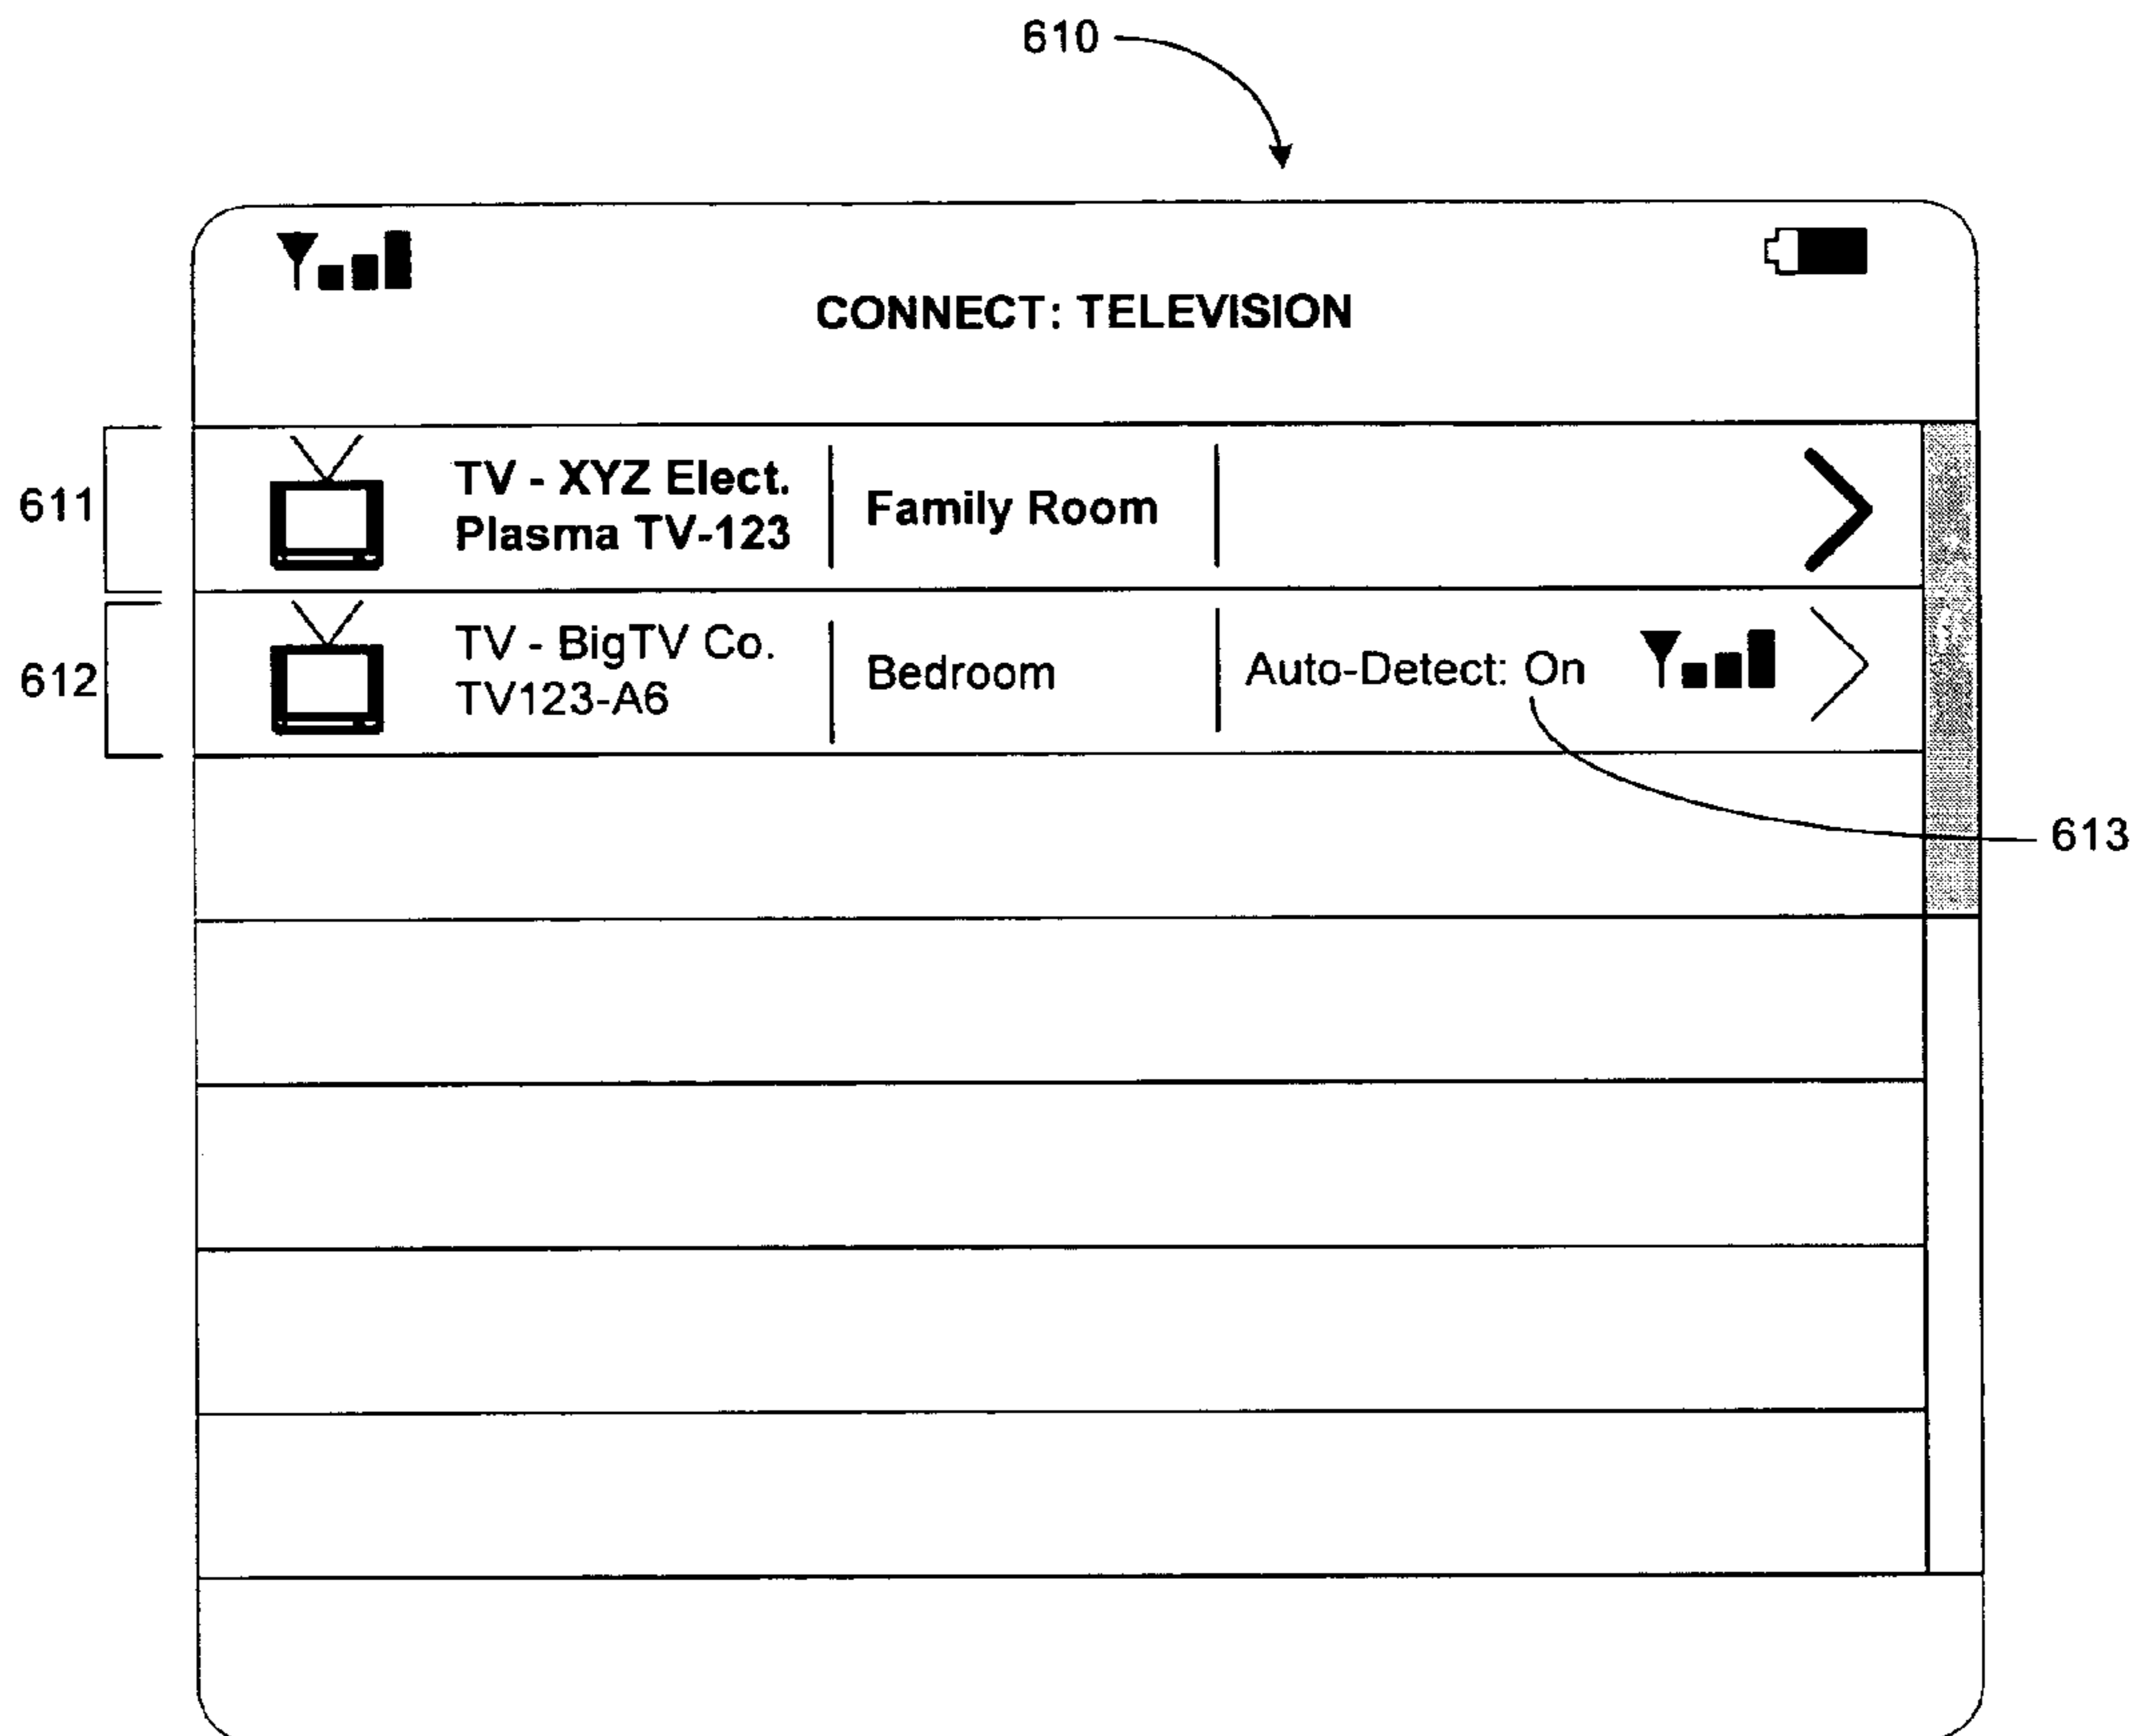 610
CONNECT: TELEVISION
611
TV - XYZ Elect.
Plasma TV-123
Family Room
612
TV - BigTV Co.
TV123-A6
Bedroom
Auto-Detect: On
613